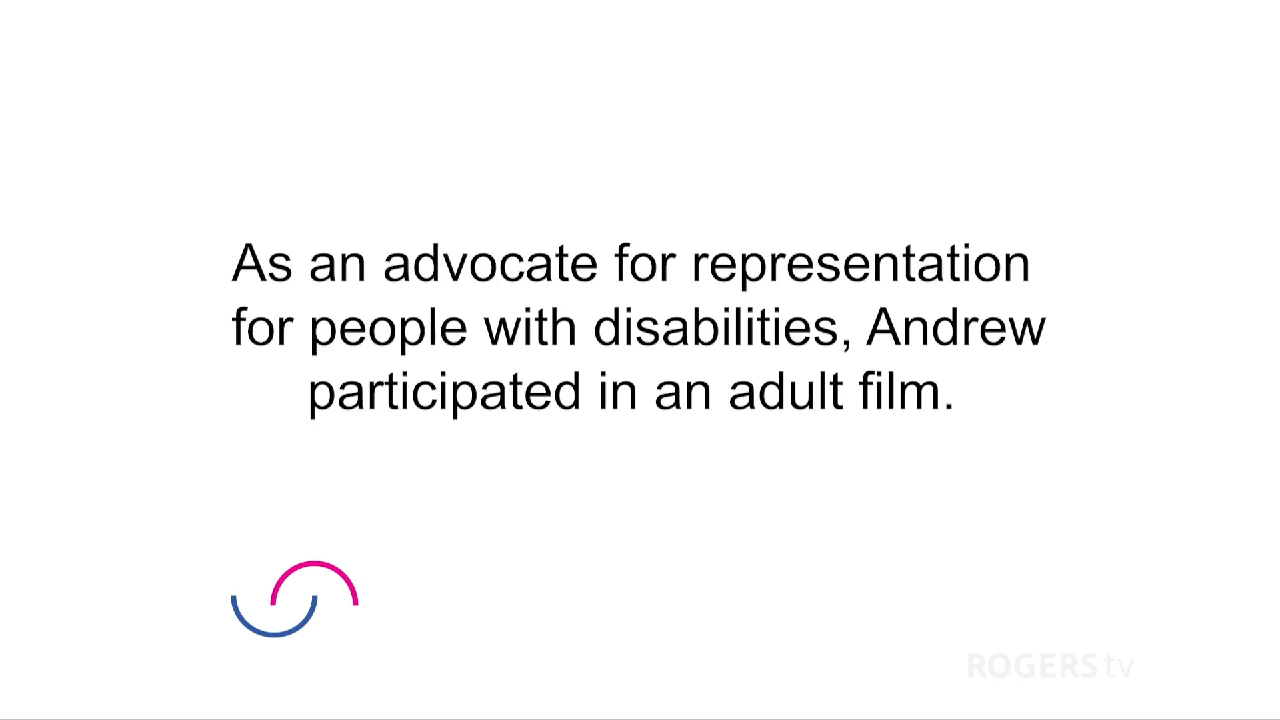 As an advocate for representation
for people with disabilities, Andrew
participated in an adult film.
ROGERS tv